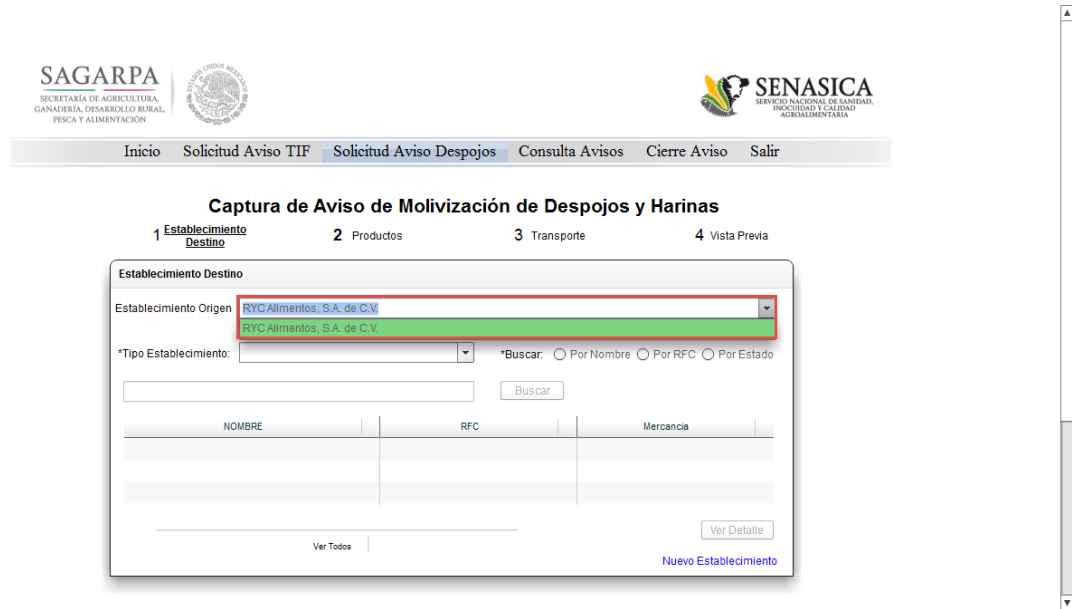 SAGARPA
SECRETARÍA DE AGRICULTURA,
GANADERÍA, DESARROLLO RURAL,
PESCA Y ALIMENTACIÓN
ESTADOS UNIDOS MEXICANOS
SENASICA
SERVICIO NACIONAL DE SANIDAD,
INOCUIDAD Y CALIDAD
AGROALIMENTARIA
Inicio Solicitud Aviso TIF Solicitud Aviso Despojos Consulta Avisos Cierre Aviso Salir
Captura de Aviso de Molivización de Despojos y Harinas
1 Establecimiento Destino 2 Productos 3 Transporte 4 Vista Previa
Establecimiento Destino
Establecimiento Origen RYC Alimentos, S.A. de C.V.
RYC Alimentos, S.A. de C.V.
*Tipo Establecimiento: *Buscar: Por Nombre Por RFC Por Estado
Buscar
NOMBRE RFC Mercancia
Ver Detalle
Ver Todos
Nuevo Establecimiento